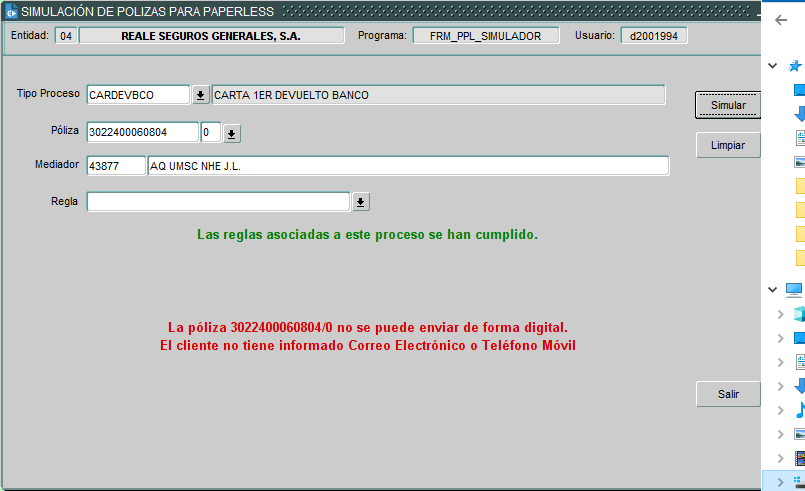 SIMULACIÓN DE POLIZAS PARA PAPERLESS
Entidad: 04 REALE SEGUROS GENERALES, S.A. Programa: FRM_PPL_SIMULADOR Usuario: d2001994
Tipo Proceso CARDEVBCO CARTA 1ER DEVUELTO BANCO
Simular
Póliza 3022400060804 0
Limpiar
Mediador 43877 AQ UMSC NHE J.L.
Regla
Las reglas asociadas a este proceso se han cumplido.
La póliza 3022400060804/0 no se puede enviar de forma digital.
El cliente no tiene informado Correo Electrónico o Teléfono Móvil
Salir